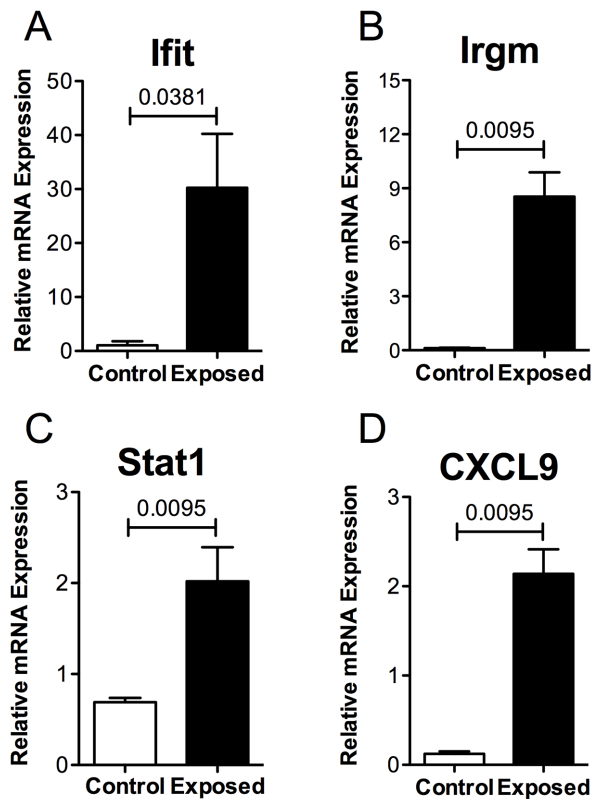 A
Ifit
Relative mRNA Expression
50
40
30
20
10
0
0.0381
Control Exposed
B
Irgm
Relative mRNA Expression
15
12
9
6
3
0
0.0095
Control Exposed
C
Stat1
Relative mRNA Expression
3
2
1
0
0.0095
Control Exposed
D
CXCL9
Relative mRNA Expression
3
2
1
0
0.0095
Control Exposed